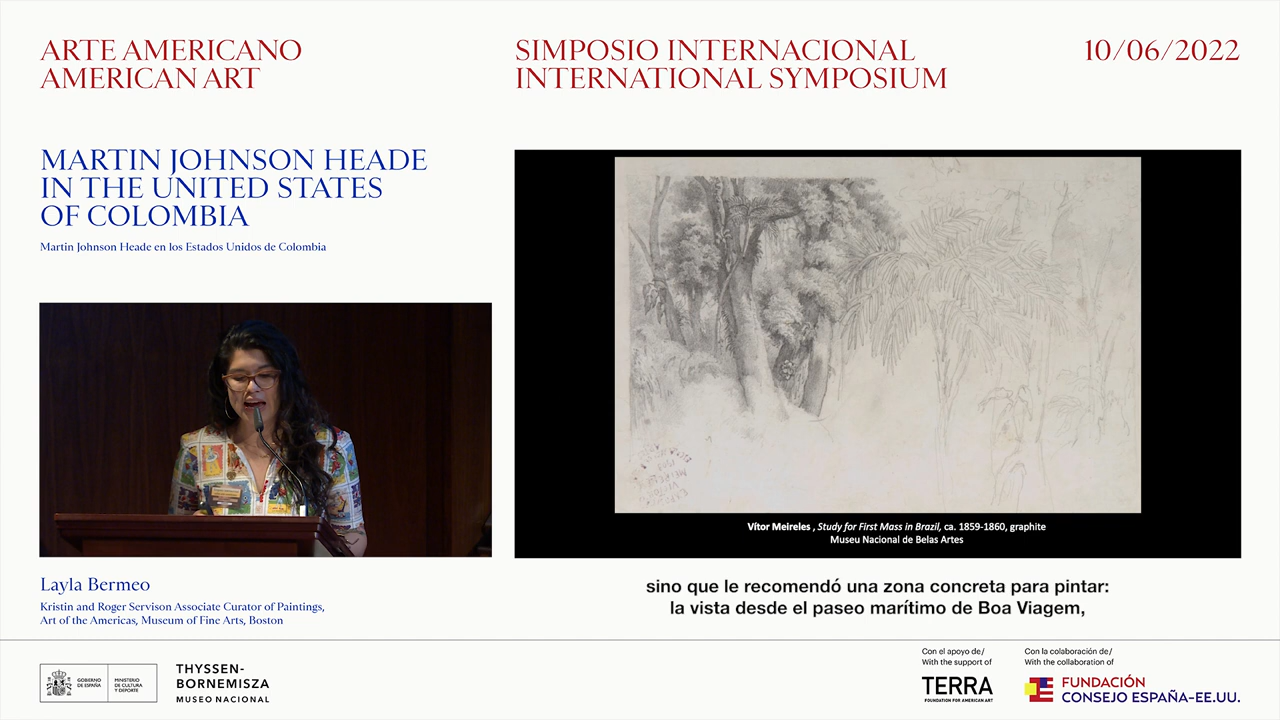 ARTE AMERICANO
AMERICAN ART
SIMPOSIO INTERNACIONAL
INTERNATIONAL SYMPOSIUM
10/06/2022
MARTIN JOHNSON HEADE
IN THE UNITED STATES
OF COLOMBIA
Martin Johnson Heade en los Estados Unidos de Colombia
Vítor Meireles , Study for First Mass in Brazil, ca. 1859-1860, graphite
Museu Nacional de Belas Artes
Layla Bermeo
Kristin and Roger Servison Associate Curator of Paintings,
Art of the Americas, Museum of Fine Arts, Boston
sino que le recomendó una zona concreta para pintar:
la vista desde el paseo marítimo de Boa Viagem,
GOBIERNO
DE ESPAÑA
MINISTERIO
DE CULTURA
Y DEPORTE
THYSSEN-
BORNEMISZA
MUSEO NACIONAL
Con el apoyo de/
With the support of
TERRA
FOUNDATION FOR AMERICAN ART
Con la colaboración de/
With the collaboration of
FUNDACIÓN
CONSEJO ESPAÑA-EE.UU.